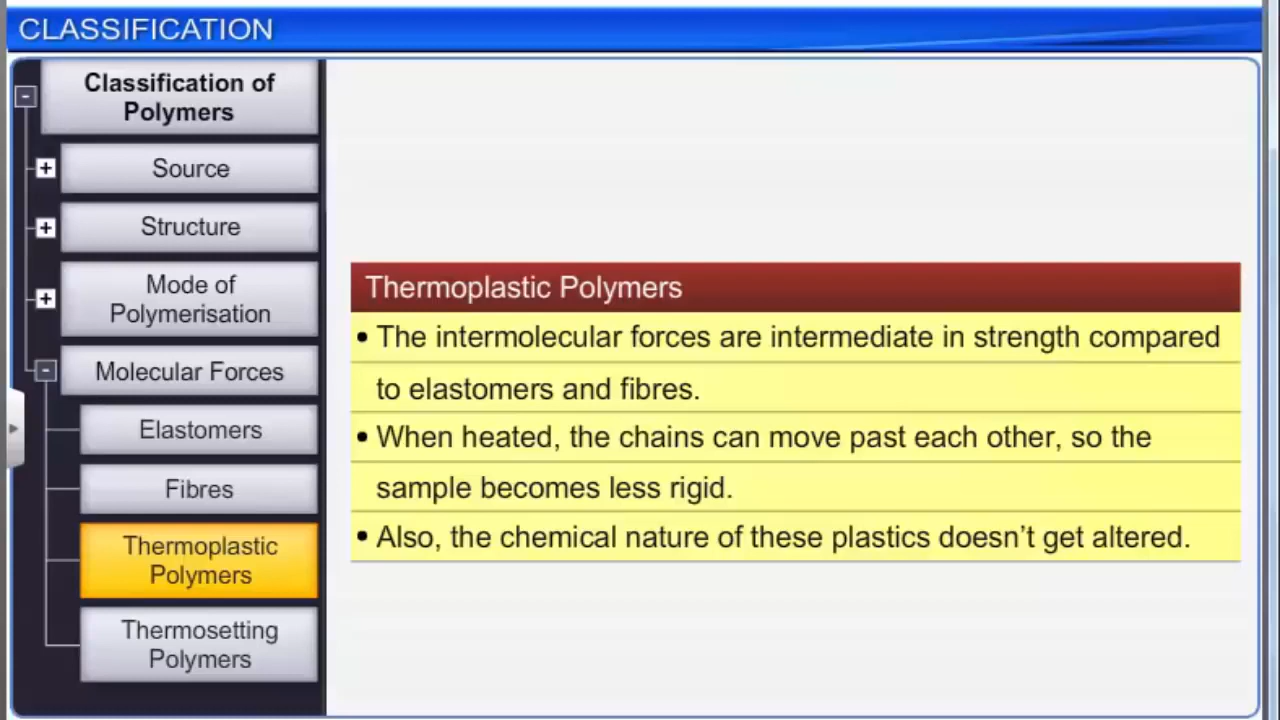 CLASSIFICATION
Classification of
Polymers
Source
Structure
Mode of
Polymerisation
Molecular Forces
Elastomers
Fibres
Thermoplastic
Polymers
Thermosetting
Polymers
Thermoplastic Polymers
• The intermolecular forces are intermediate in strength compared
to elastomers and fibres.
• When heated, the chains can move past each other, so the
sample becomes less rigid.
• Also, the chemical nature of these plastics doesn’t get altered.